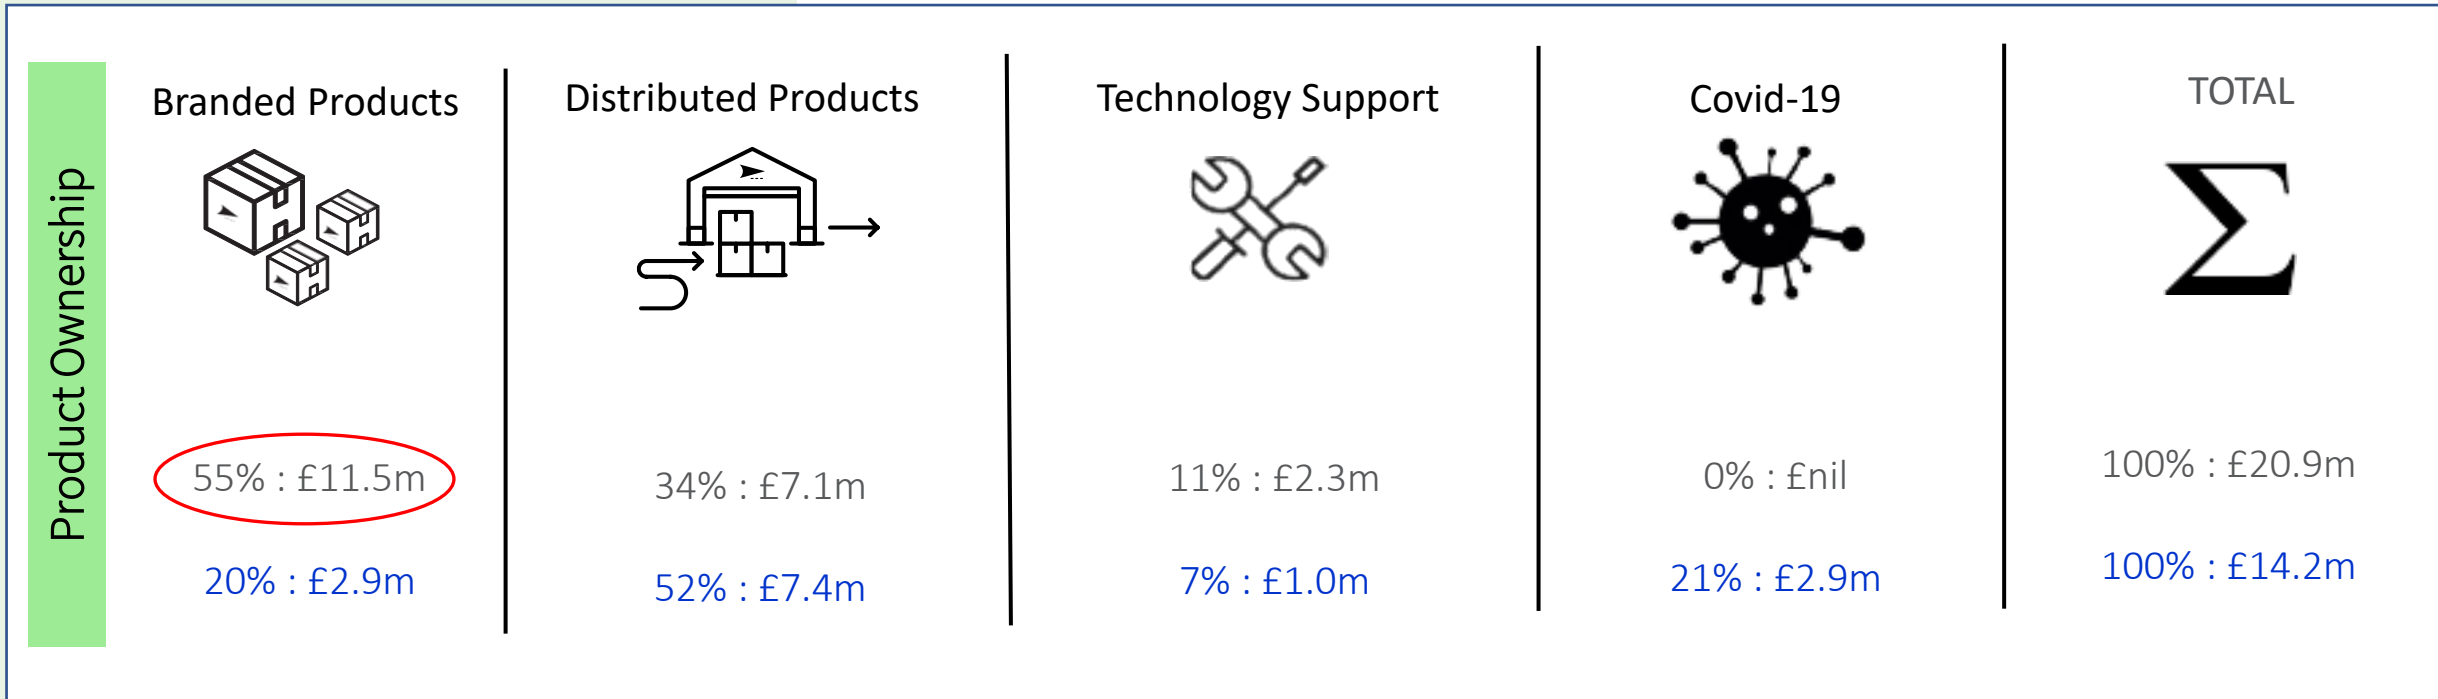 Product Ownership
Branded Products
Distributed Products
Technology Support
Covid-19
TOTAL
55% : £11.5m
34% : £7.1m
11% : £2.3m
0% : £nil
100% : £20.9m
20% : £2.9m
52% : £7.4m
7% : £1.0m
21% : £2.9m
100% : £14.2m